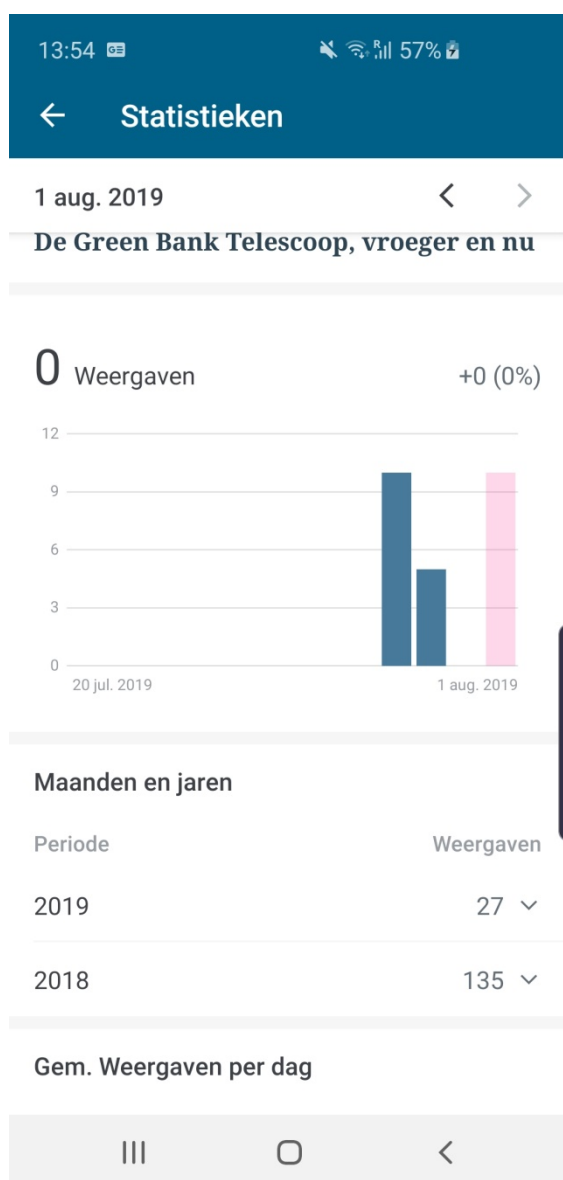 13:54 GE R 57%
Statistieken
1 aug. 2019
De Green Bank Telescoop, vroeger en nu
0 Weergaven +0 (0%)
12
9
6
3
0
20 jul. 2019 1 aug. 2019
Maanden en jaren
Periode Weergaven
2019 27
2018 135
Gem. Weergaven per dag